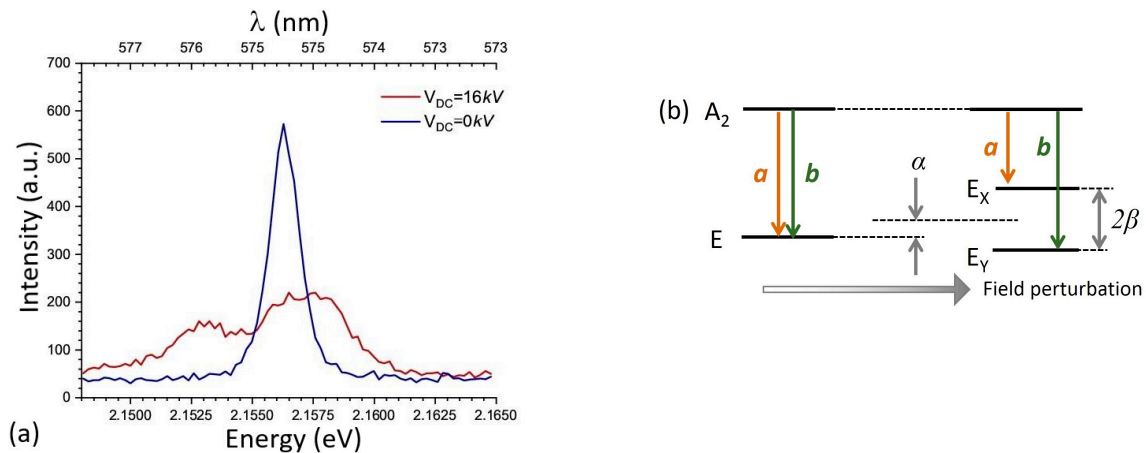 λ (nm)
577 576 575 575 574 573 573
700
600
500
400
300
200
100
0
Intensity (a.u.)
V_DC=16kV
V_DC=0kV
2.1500 2.1525 2.1550 2.1575 2.1600 2.1625 2.1650
Energy (eV)
(a)
(b) A₂
a b a b
α
E_X
E 2β
E_Y
Field perturbation